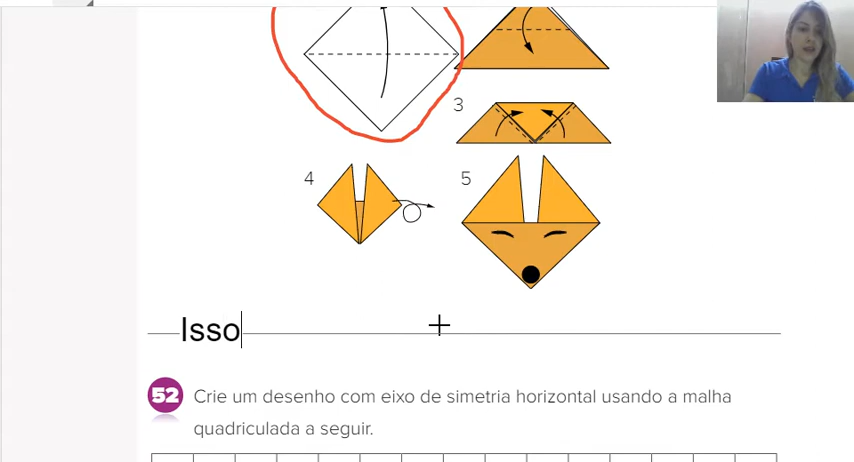 3
4
5
Isso
52 Crie um desenho com eixo de simetria horizontal usando a malha
quadriculada a seguir.